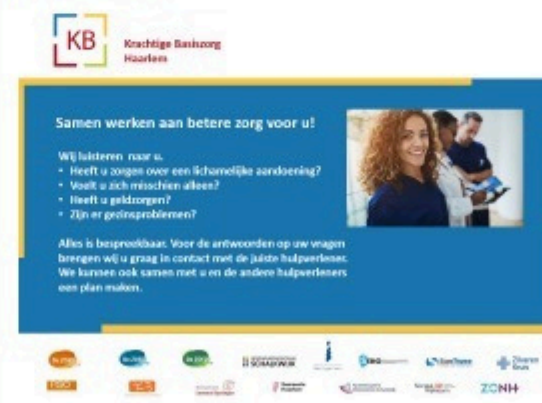 KB
Krachtige Basiszorg
Haarlem
Samen werken aan betere zorg voor u!
Wij luisteren naar u.
• Heeft u zorgen over een lichamelijke aandoening?
• Voelt u zich misschien alleen?
• Heeft u geldzorgen?
• Zijn er gezinsproblemen?
Alles is bespreekbaar. Voor de antwoorden op uw vragen
brengen wij u graag in contact met de juiste hulpverlener.
We kunnen ook samen met u en de andere hulpverleners
een plan maken.
SCHALKWIJK
Zilveren
Kruis
ZONH